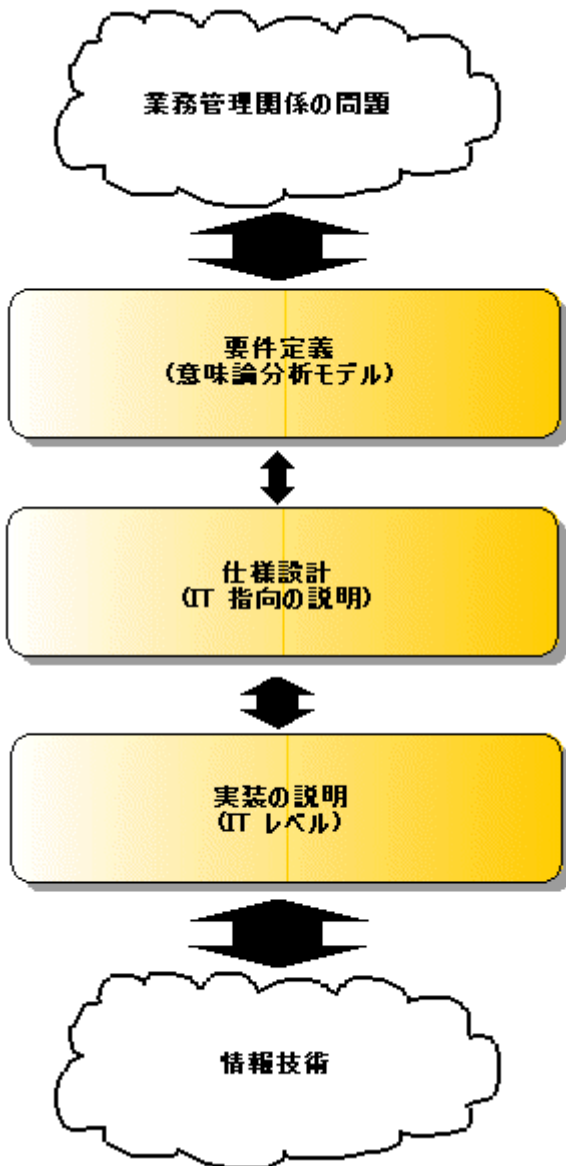 業務管理関係の問題
要件定義
(意味論分析モデル)
仕様設計
(IT 指向の説明)
実装の説明
(IT レベル)
情報技術